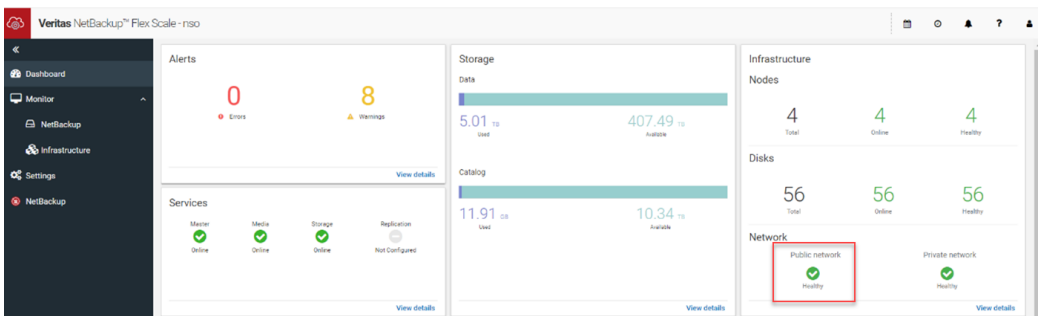 Veritas NetBackup™ Flex Scale - nso
?
Dashboard
Monitor
NetBackup
Infrastructure
Settings
NetBackup
Alerts
0
Errors
8
Warnings
View details
Services
Master
Online
Media
Online
Storage
Online
Replication
Not Configured
View details
Storage
Data
5.01 TB
Used
407.49 TB
Available
Catalog
11.91 GB
Used
10.34 TB
Available
View details
Infrastructure
Nodes
4
Total
4
Online
4
Healthy
Disks
56
Total
56
Online
56
Healthy
Network
Public network
Healthy
Private network
Healthy
View details